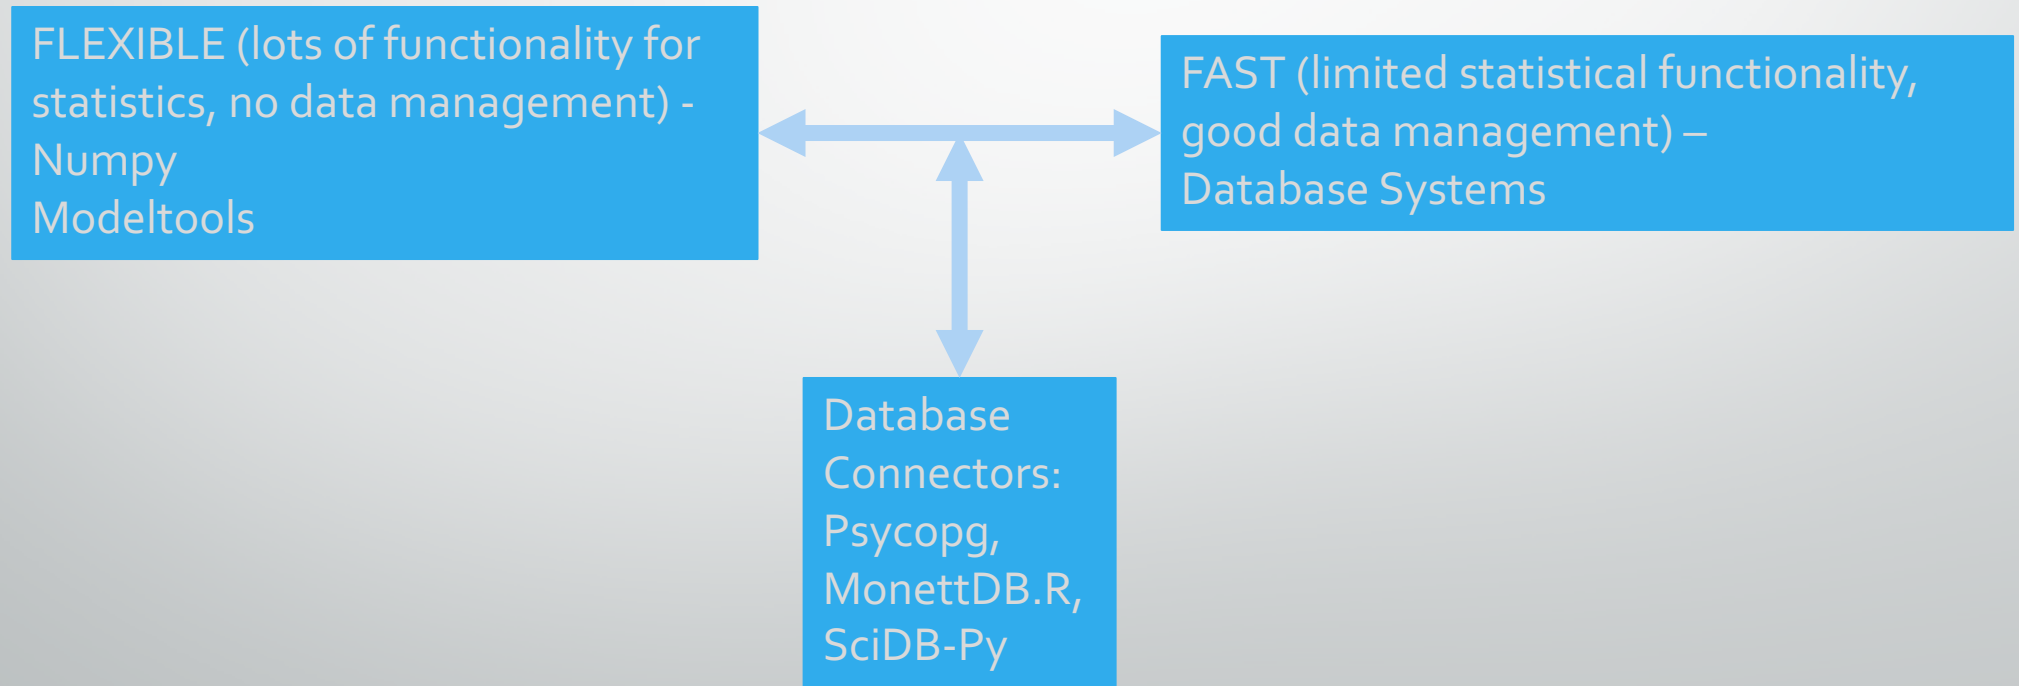 FLEXIBLE (lots of functionality for
statistics, no data management) -
Numpy
Modeltools
FAST (limited statistical functionality,
good data management) –
Database Systems
Database
Connectors:
Psycopg,
MonettDB.R,
SciDB-Py